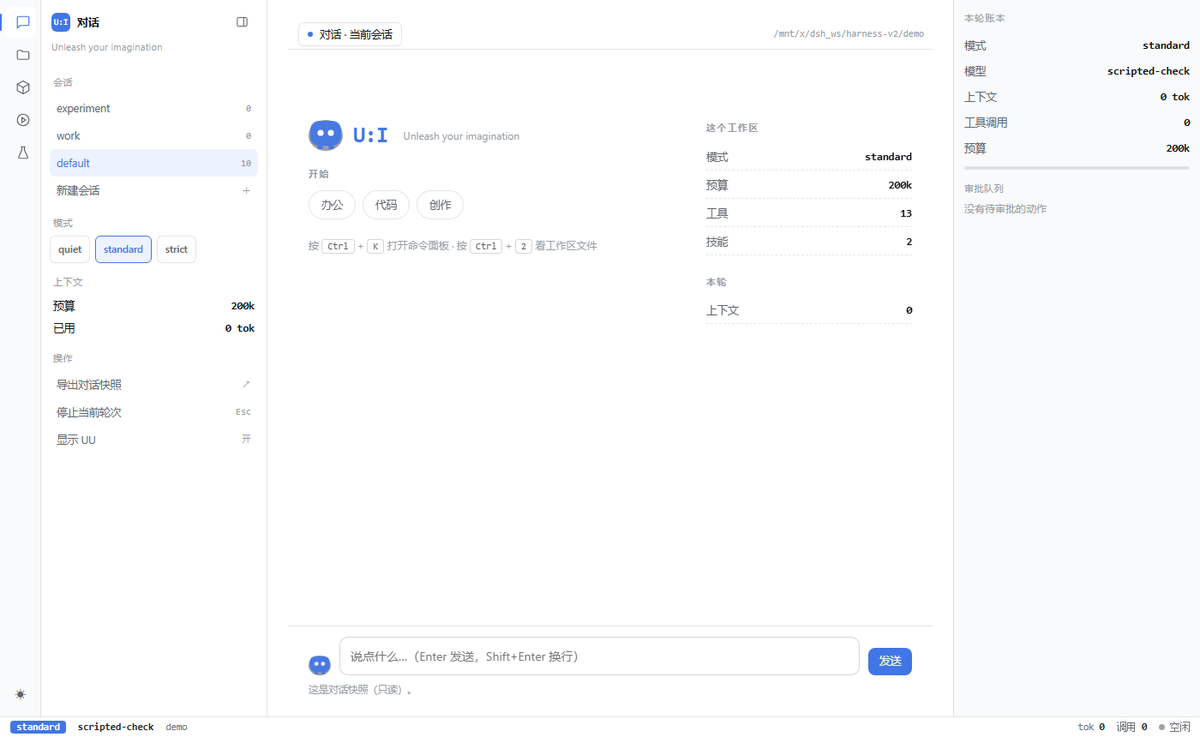 U:I 对话
Unleash your imagination
会话
experiment 0
work 0
default 10
新建会话 +
模式
quiet standard strict
上下文
预算 200k
已用 0 tok
操作
导出对话快照 ↗
停止当前轮次 Esc
显示 UU 开
对话 · 当前会话 /mnt/x/dsh_ws/harness-v2/demo
U:I Unleash your imagination
开始
办公 代码 创作
按 Ctrl + K 打开命令面板 · 按 Ctrl + 2 看工作区文件
这个工作区
模式 standard
预算 200k
工具 13
技能 2
本轮
上下文 0
说点什么…（Enter 发送，Shift+Enter 换行） 发送
这是对话快照（只读）。
本轮账本
模式 standard
模型 scripted-check
上下文 0 tok
工具调用 0
预算 200k
审批队列
没有待审批的动作
standard scripted-check demo tok 0 调用 0 空闲